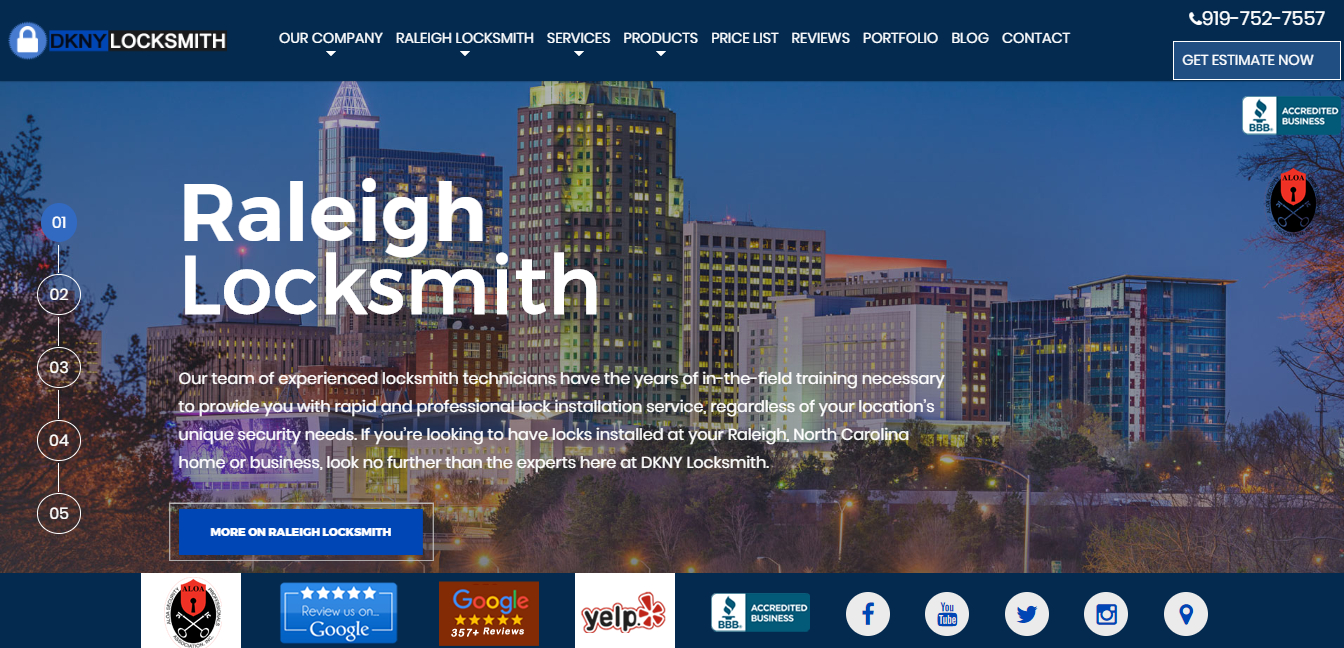 DKNY LOCKSMITH
OUR COMPANY RALEIGH LOCKSMITH SERVICES PRODUCTS PRICE LIST REVIEWS PORTFOLIO BLOG CONTACT
919-752-7557
GET ESTIMATE NOW
BBB. ACCREDITED BUSINESS
ALOA
01
02
03
04
05
Raleigh
Locksmith
Our team of experienced locksmith technicians have the years of in-the-field training necessary
to provide you with rapid and professional lock installation service, regardless of your location's
unique security needs. If you're looking to have locks installed at your Raleigh, North Carolina
home or business, look no further than the experts here at DKNY Locksmith.
MORE ON RALEIGH LOCKSMITH
ALOA
ALOA SECURITY PROFESSIONALS ASSOCIATION, INC.
Review us on...
Google
Google
357+ Reviews
yelp
BBB. ACCREDITED BUSINESS
You Tube